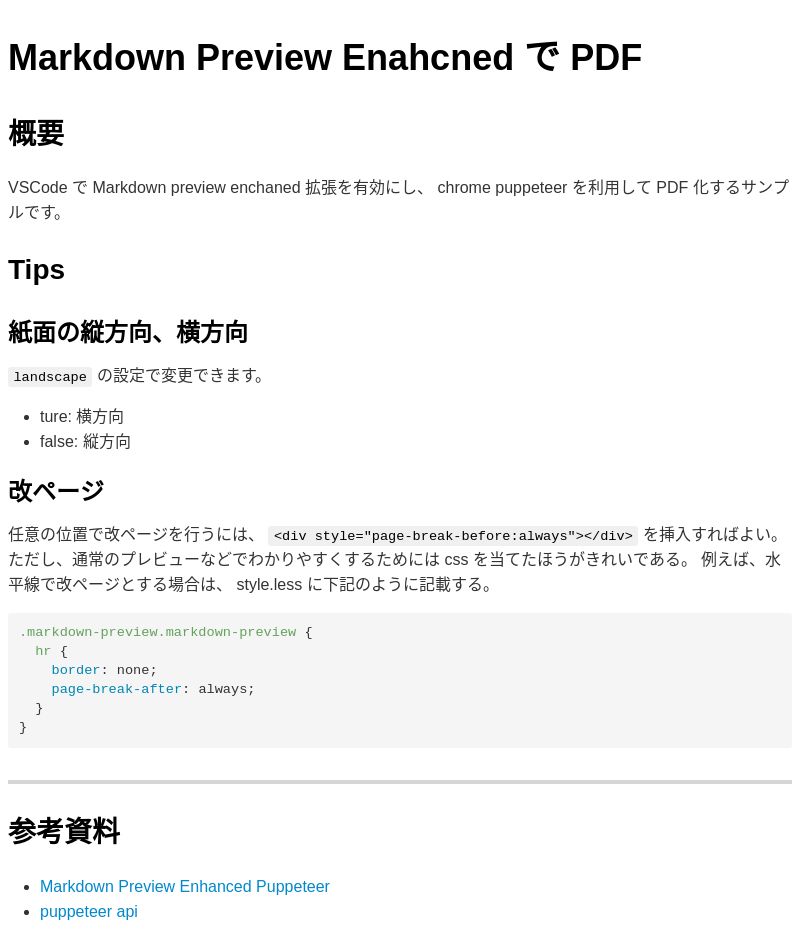 Markdown Preview Enahcned で PDF
概要
VSCode で Markdown preview enchaned 拡張を有効にし、 chrome puppeteer を利用して PDF 化するサンプ
ルです。
Tips
紙面の縦方向、横方向
landscape の設定で変更できます。
ture: 横方向
false: 縦方向
改ページ
任意の位置で改ページを行うには、 <div style="page-break-before:always"></div> を挿入すればよい。
ただし、通常のプレビューなどでわかりやすくするためには css を当てたほうがきれいである。 例えば、水
平線で改ページとする場合は、 style.less に下記のように記載する。
.markdown-preview.markdown-preview {
  hr {
    border: none;
    page-break-after: always;
  }
}
参考資料
Markdown Preview Enhanced Puppeteer
puppeteer api